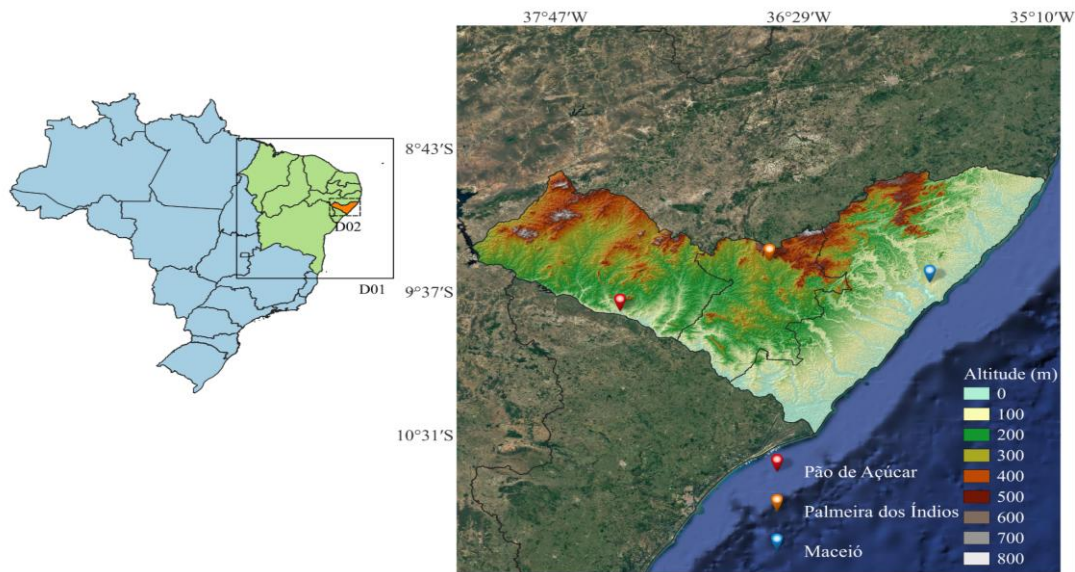 37°47′W
36°29′W
35°10′W
8°43′S
9°37′S
10°31′S
D02
D01
Altitude (m)
0
100
200
300
400
500
600
700
800
Pão de Açúcar
Palmeira dos Índios
Maceió